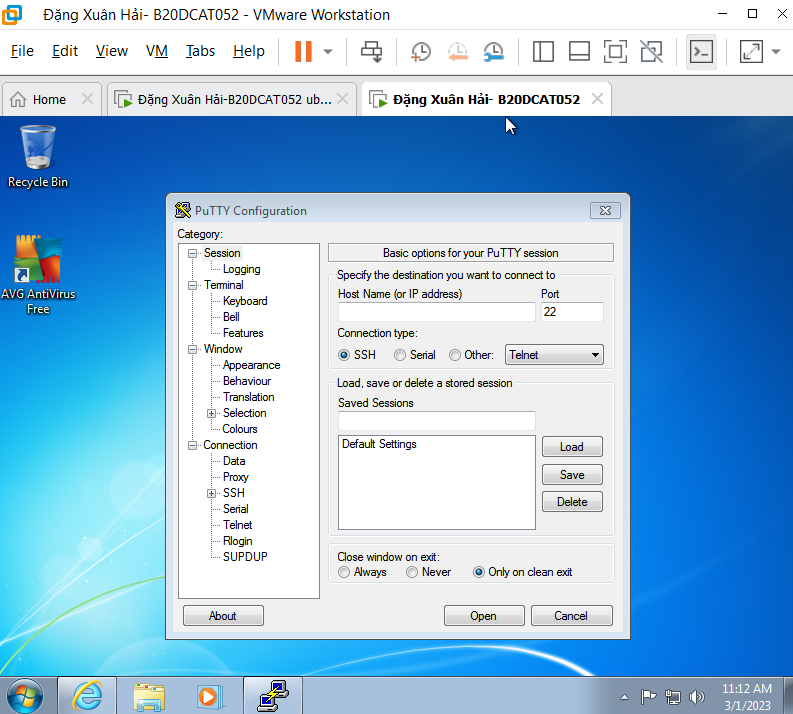 Đặng Xuân Hải- B20DCAT052 - VMware Workstation
File Edit View VM Tabs Help
Home Đặng Xuân Hải-B20DCAT052 ub... Đặng Xuân Hải- B20DCAT052
Recycle Bin
AVG AntiVirus
Free
PuTTY Configuration
Category:
Session
Logging
Terminal
Keyboard
Bell
Features
Window
Appearance
Behaviour
Translation
Selection
Colours
Connection
Data
Proxy
SSH
Serial
Telnet
Rlogin
SUPDUP
Basic options for your PuTTY session
Specify the destination you want to connect to
Host Name (or IP address) Port
22
Connection type:
SSH Serial Other: Telnet
Load, save or delete a stored session
Saved Sessions
Default Settings
Load
Save
Delete
Close window on exit:
Always Never Only on clean exit
About Open Cancel
11:12 AM
3/1/2023